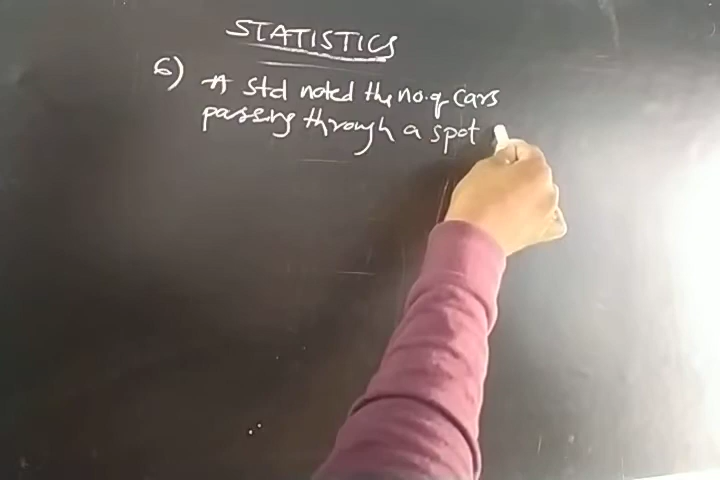 STATISTICS
6) A Std noted the no. of Cars
passing through a spot